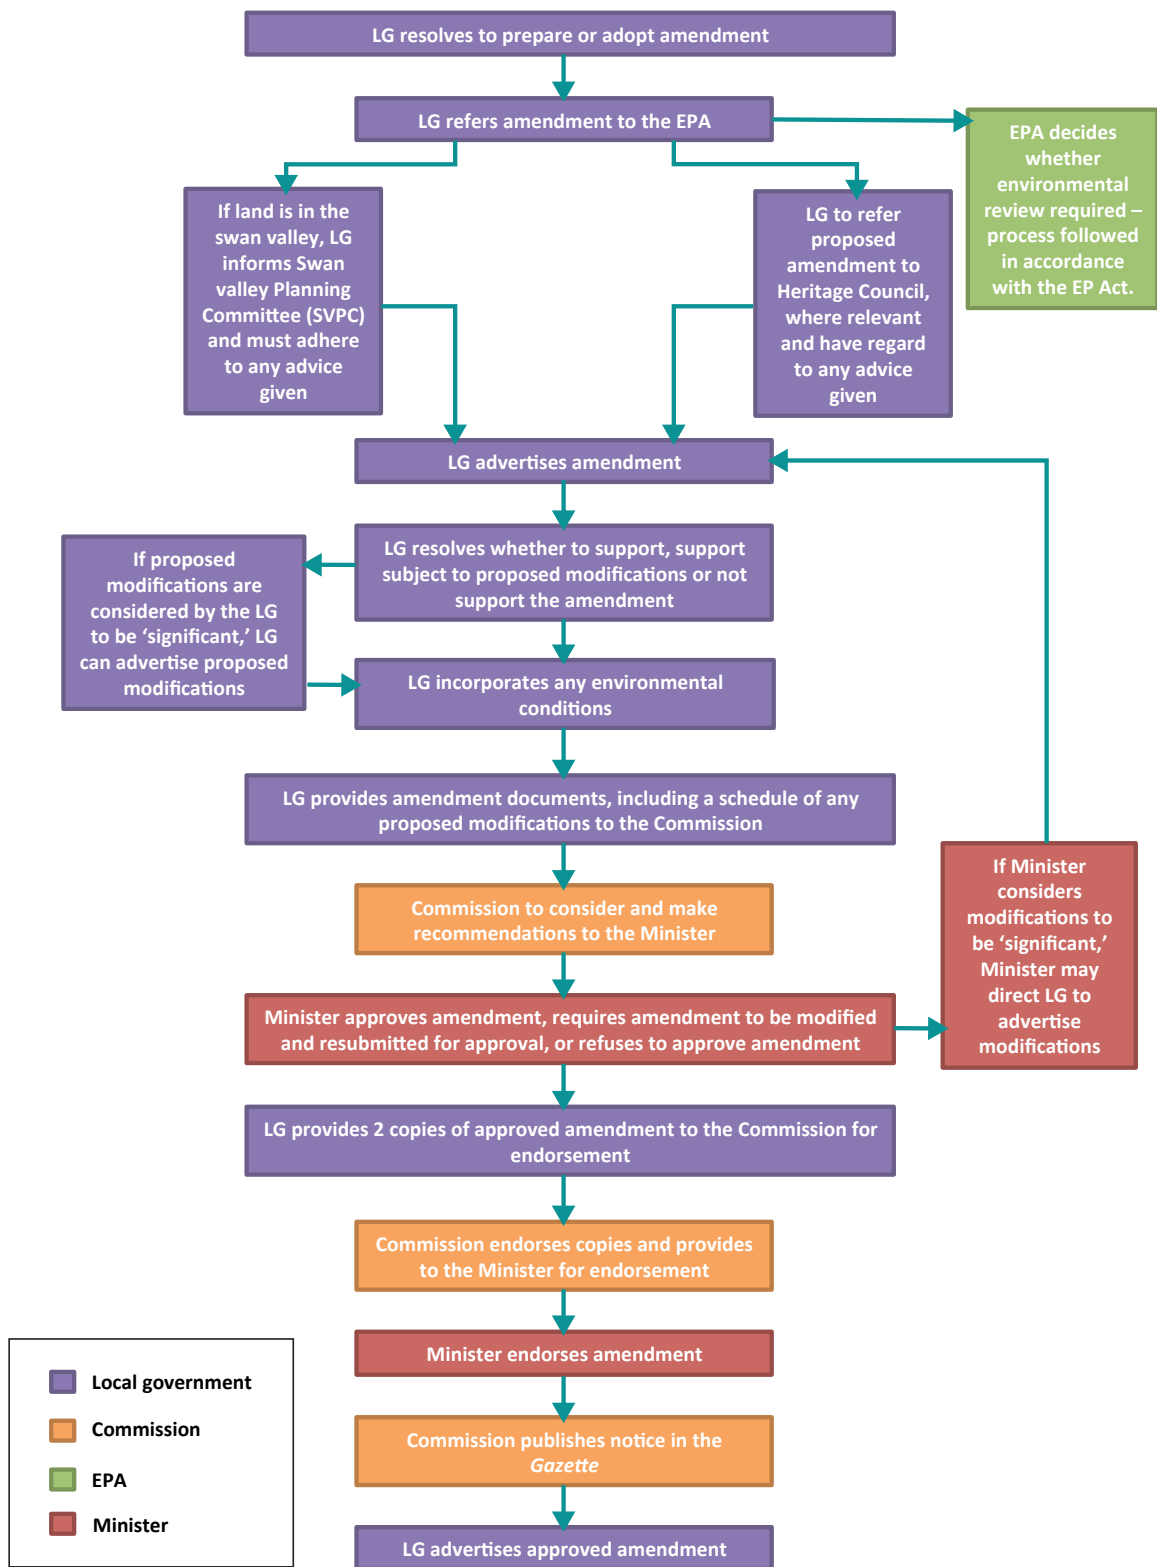 LG resolves to prepare or adopt amendment
LG refers amendment to the EPA
EPA decides
whether
environmental
review required –
process followed
in accordance
with the EP Act.
If land is in the
swan valley, LG
informs Swan
valley Planning
Committee (SVPC)
and must adhere
to any advice
given
LG to refer
proposed
amendment to
Heritage Council,
where relevant
and have regard
to any advice
given
LG advertises amendment
LG resolves whether to support, support
subject to proposed modifications or not
support the amendment
If proposed
modifications are
considered by the LG
to be ‘significant,’ LG
can advertise proposed
modifications
LG incorporates any environmental
conditions
LG provides amendment documents, including a schedule of any
proposed modifications to the Commission
Commission to consider and make
recommendations to the Minister
Minister approves amendment, requires amendment to be modified
and resubmitted for approval, or refuses to approve amendment
If Minister
considers
modifications to
be ‘significant,’
Minister may
direct LG to
advertise
modifications
LG provides 2 copies of approved amendment to the Commission for
endorsement
Commission endorses copies and provides
to the Minister for endorsement
Minister endorses amendment
Commission publishes notice in the
Gazette
LG advertises approved amendment
Local government
Commission
EPA
Minister